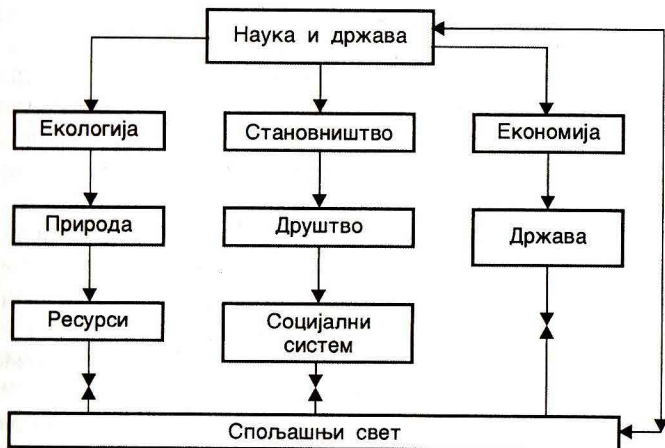 Наука и држава
Екологија
Становништво
Економија
Природа
Друштво
Држава
Ресурси
Социјални
систем
Спољашњи свет